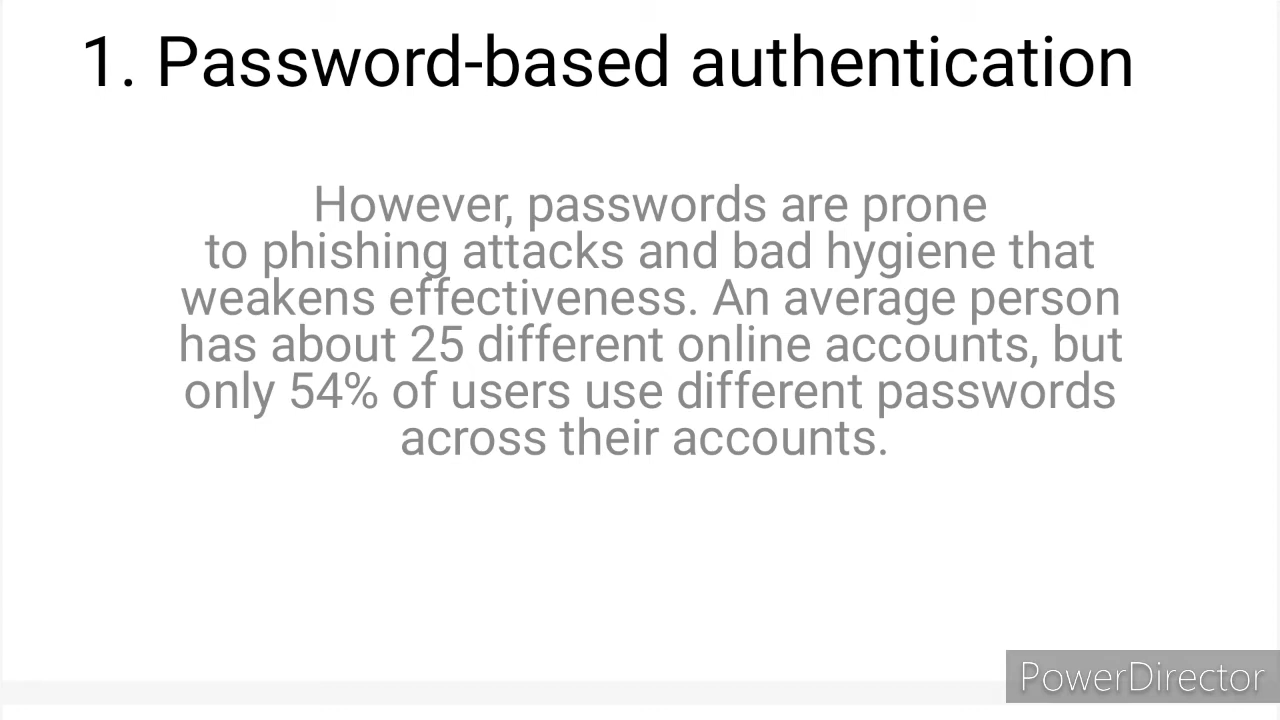 1. Password-based authentication
However, passwords are prone
to phishing attacks and bad hygiene that
weakens effectiveness. An average person
has about 25 different online accounts, but
only 54% of users use different passwords
across their accounts.
PowerDirector